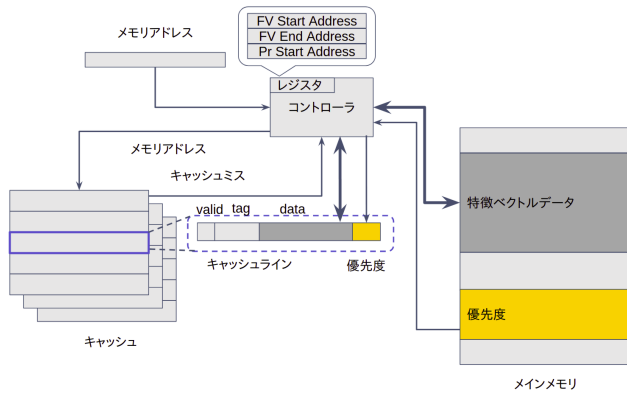 FV Start Address
FV End Address
Pr Start Address
メモリアドレス
レジスタ
コントローラ
メモリアドレス
キャッシュミス
valid tag data
特徴ベクトルデータ
キャッシュライン
優先度
優先度
キャッシュ
メインメモリ